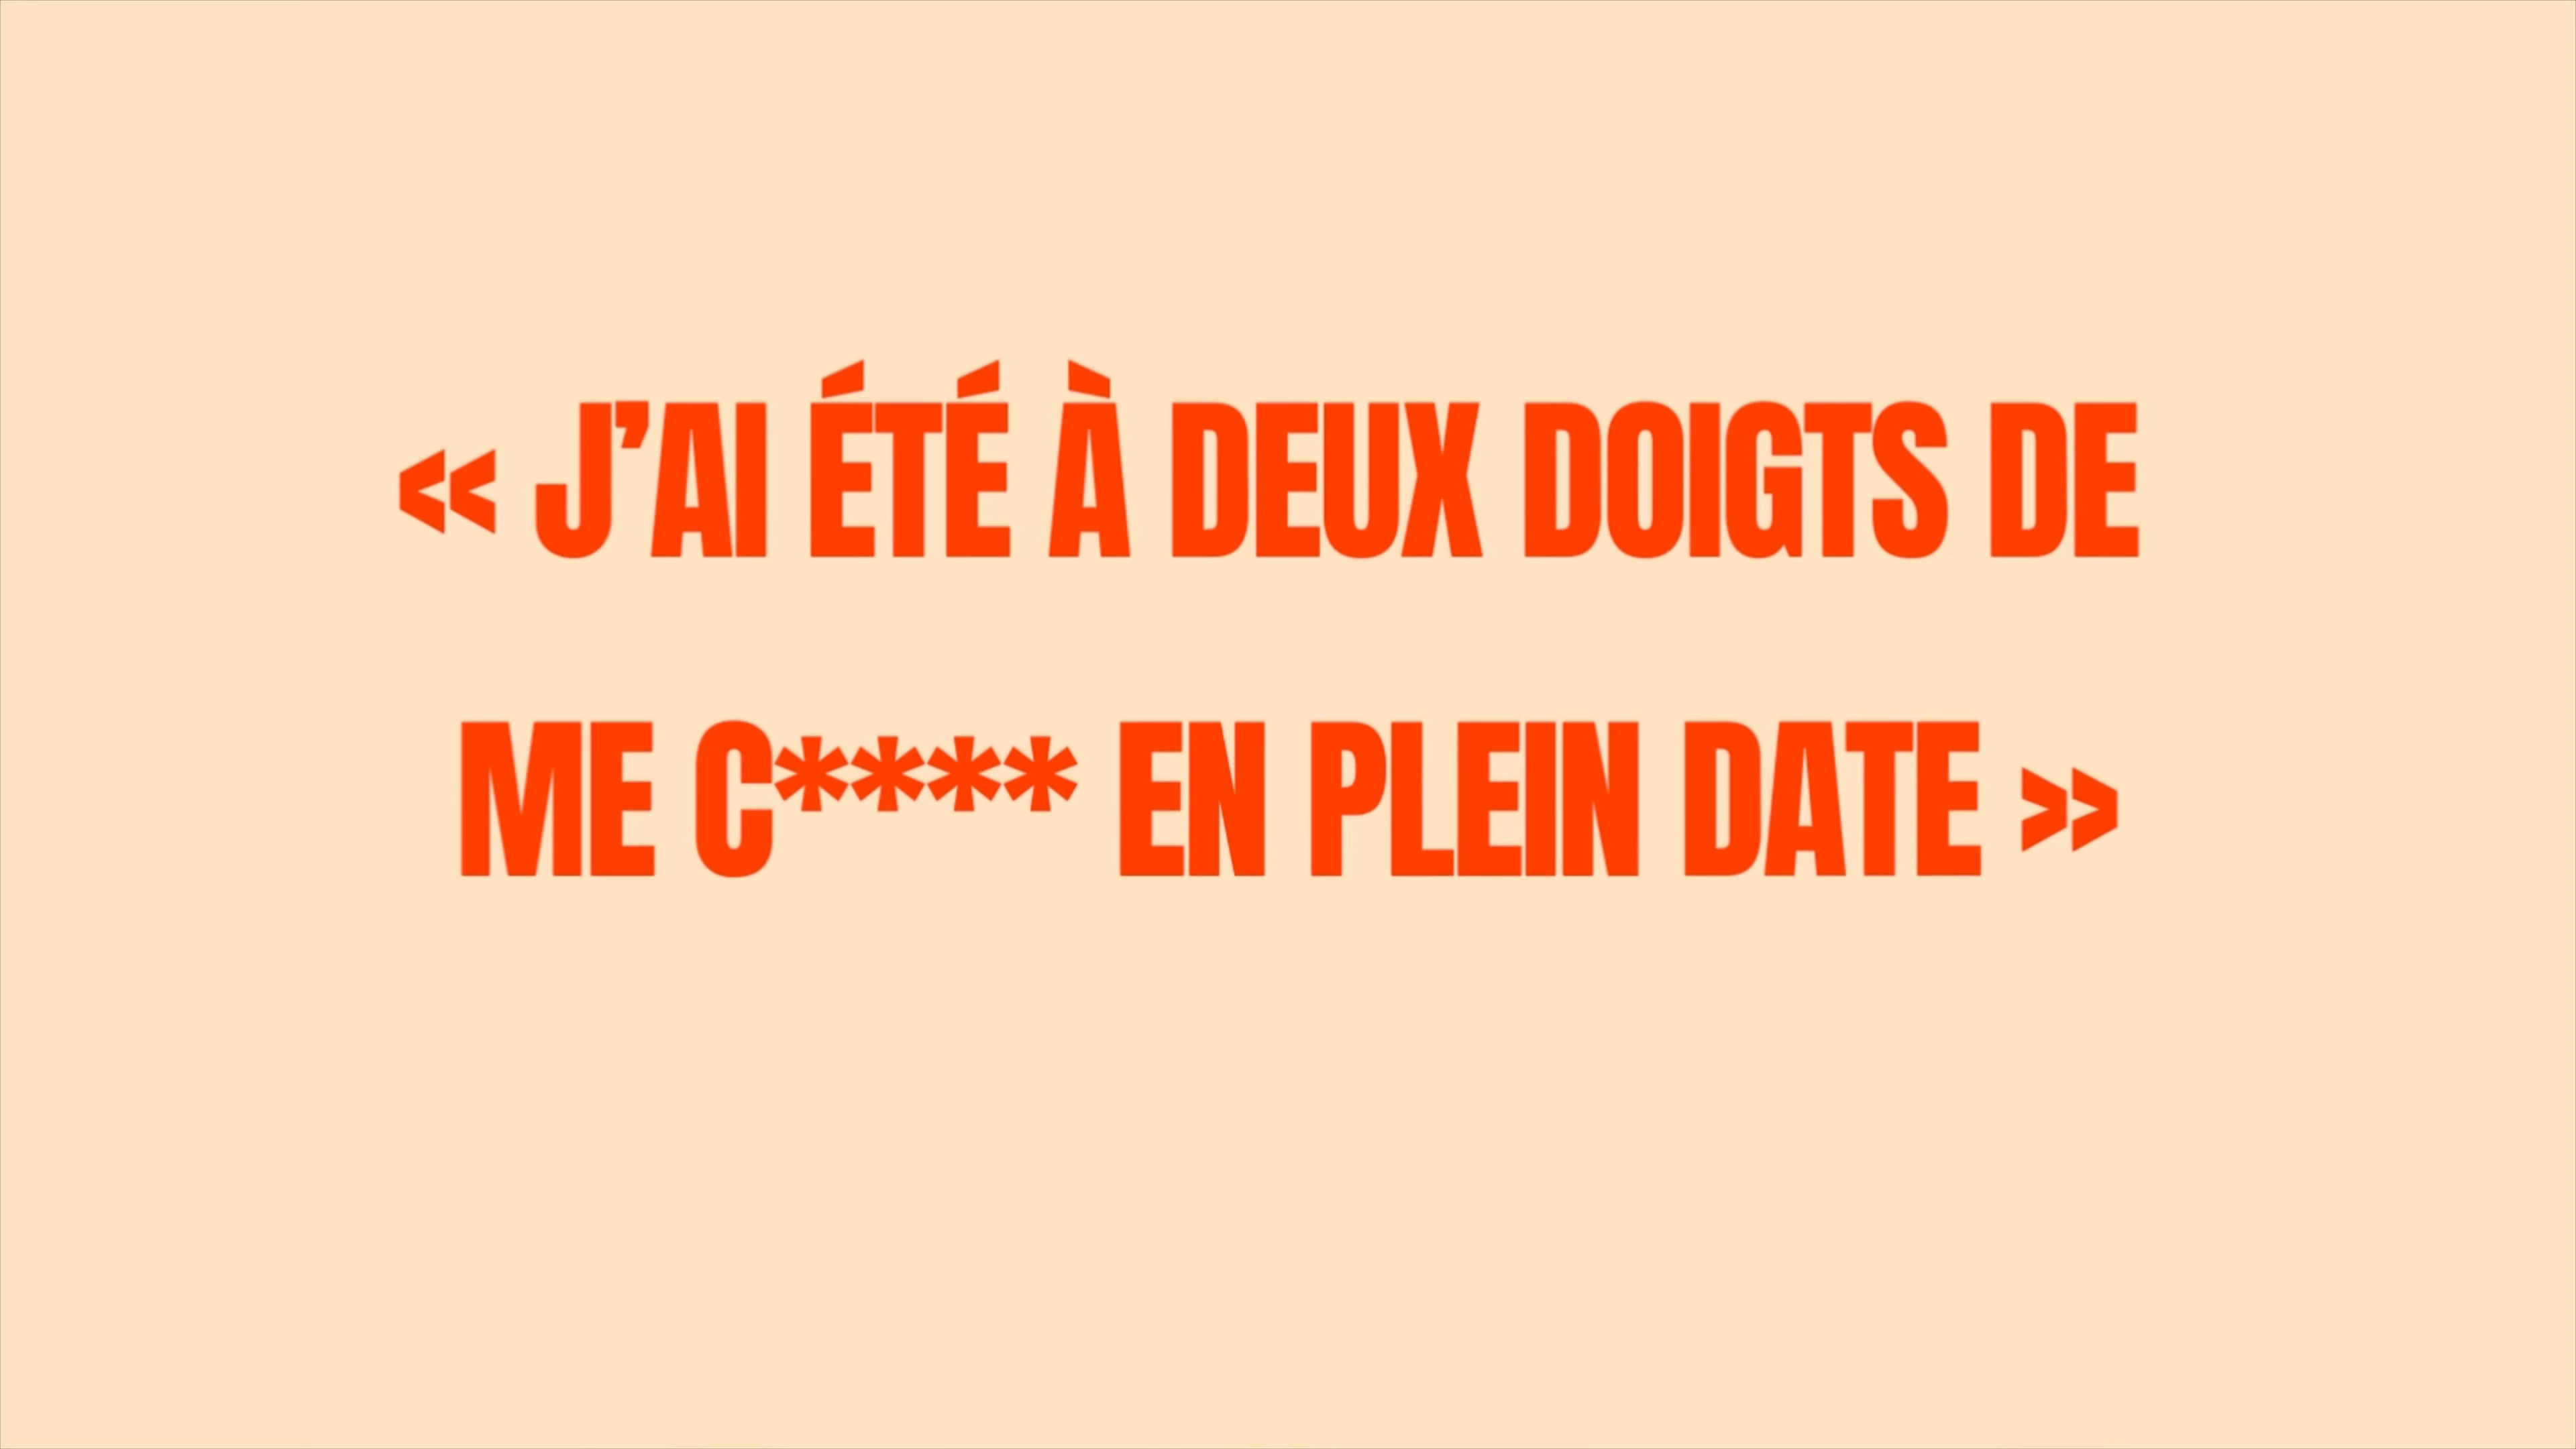 « J’AI ÉTÉ À DEUX DOIGTS DE
ME C**** EN PLEIN DATE »